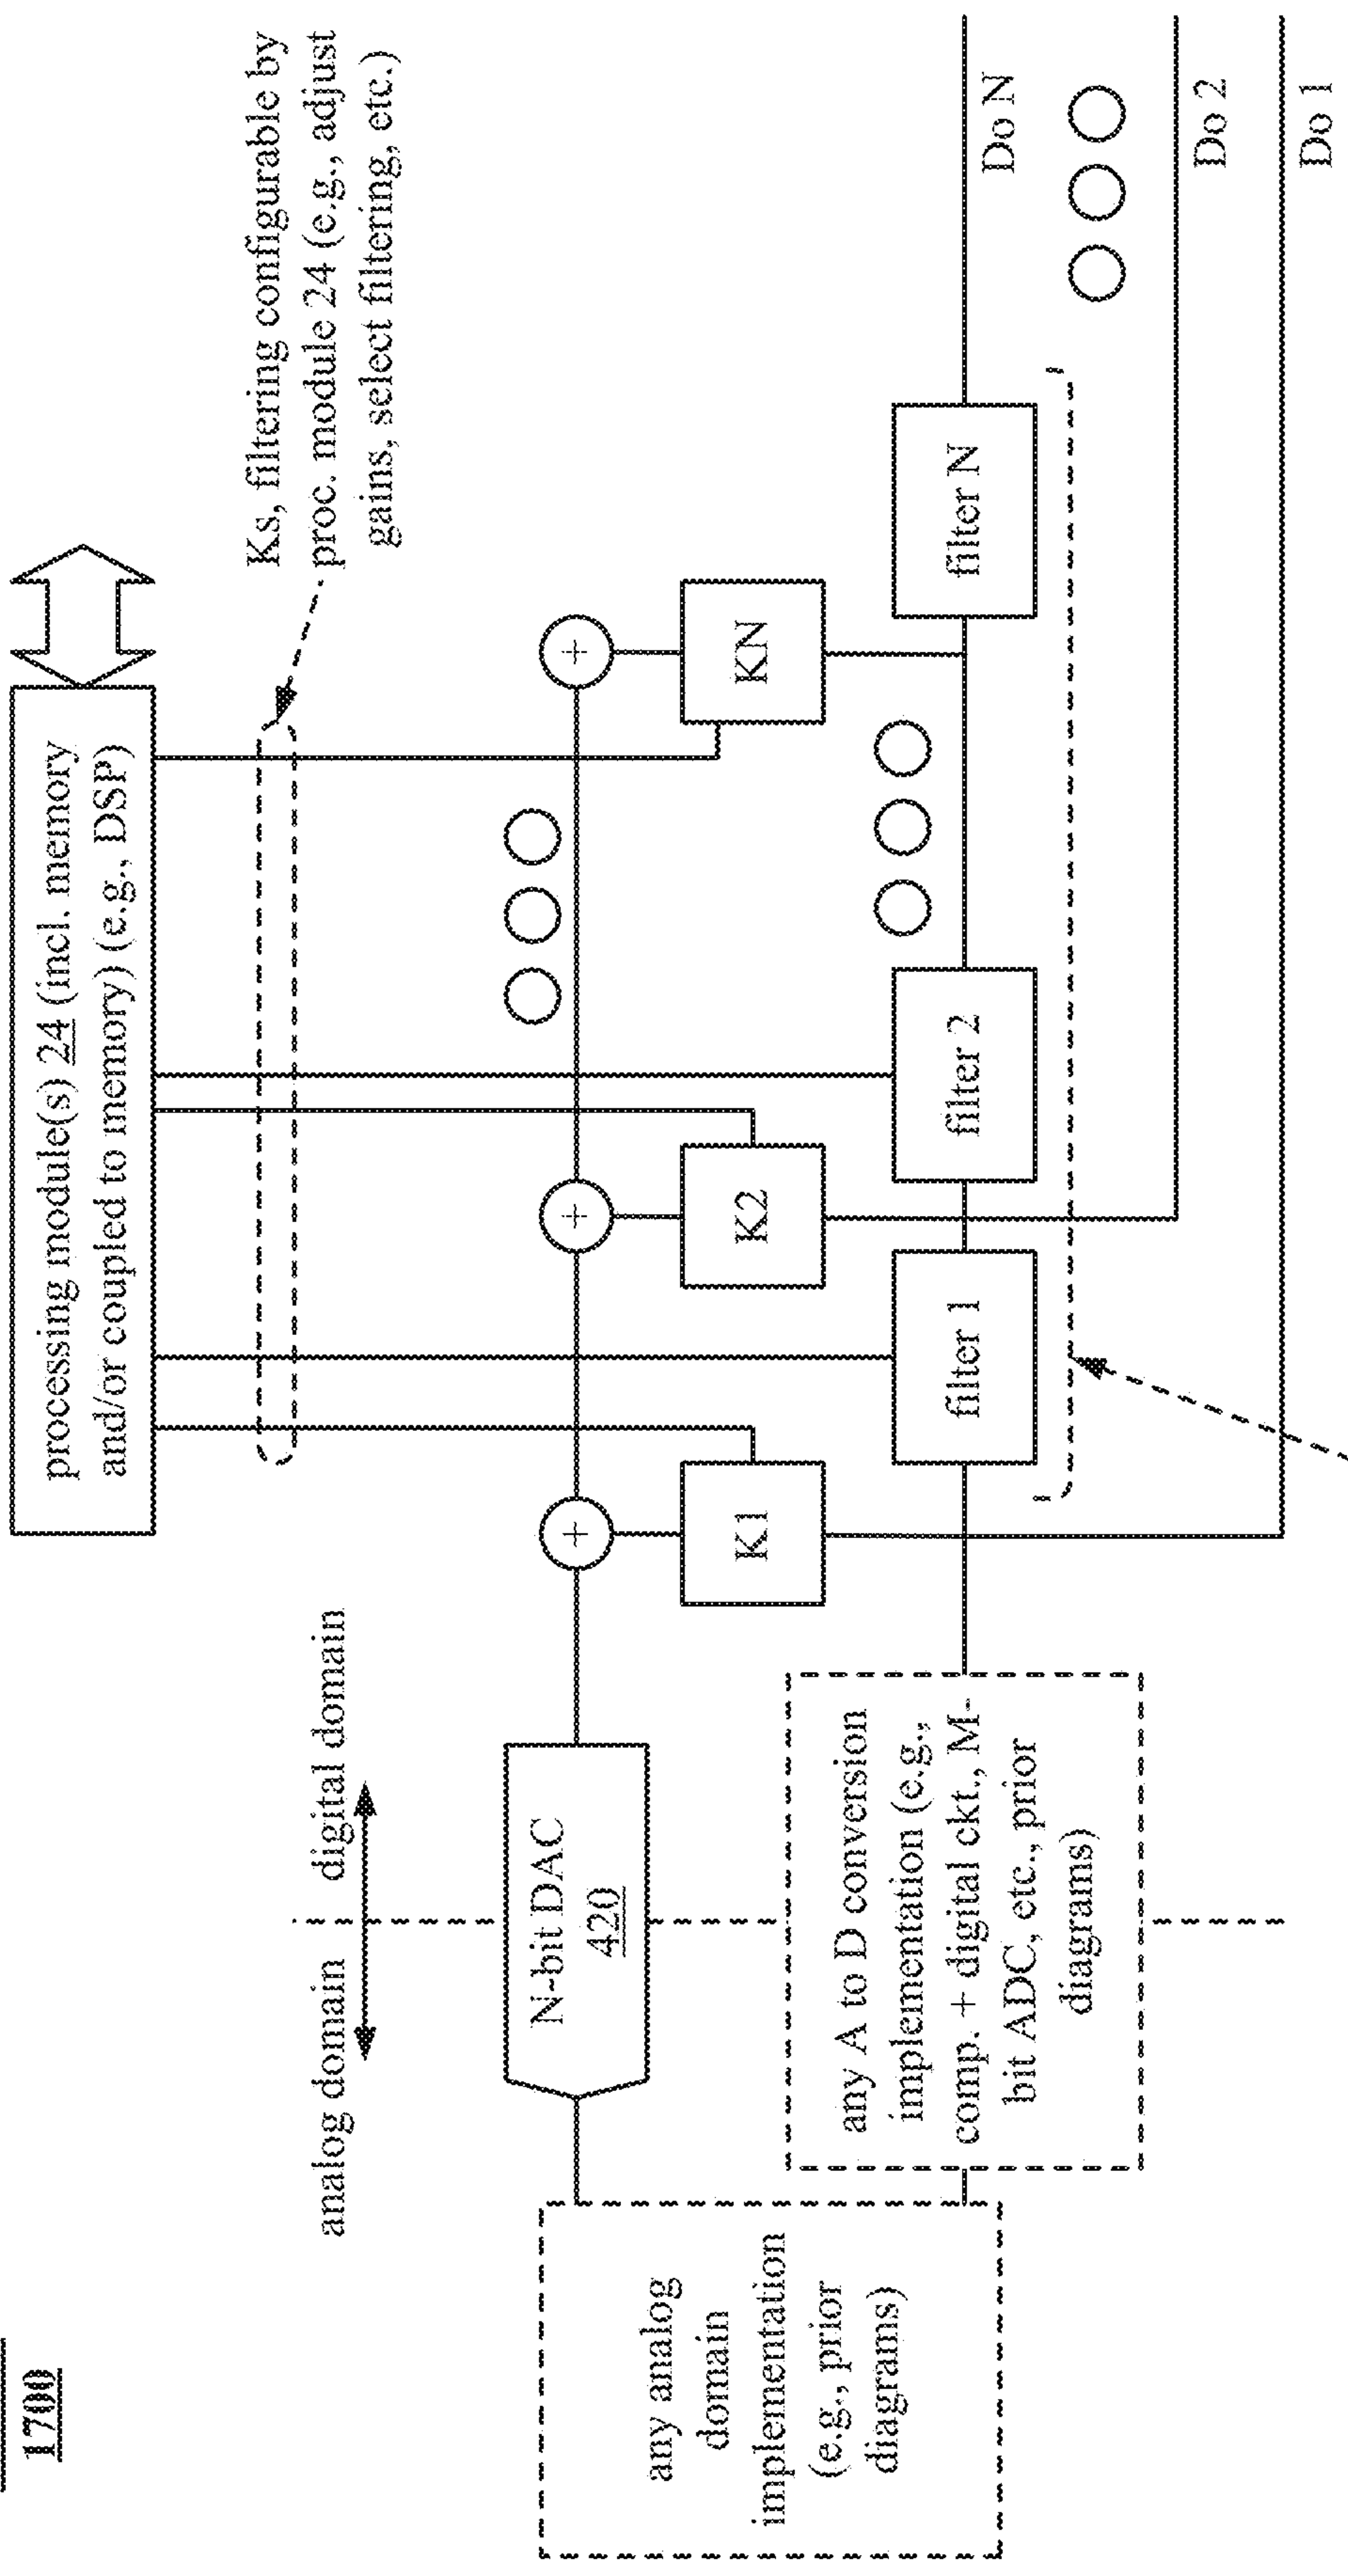 1700
processing module(s) 24 (incl. memory
and/or coupled to memory) (e.g., DSP)
Ks, filtering configurable by
proc. module 24 (e.g., adjust
gains, select filtering, etc.)
analog domain
digital domain
N-bit DAC
420
+
+
+
K1
K2
KN
any analog
domain
implementation
(e.g., prior
diagrams)
any A to D conversion
implementation (e.g.,
comp. + digital ckt., M-
bit ADC, etc., prior
diagrams)
filter 1
filter 2
filter N
Do N
Do 2
Do 1